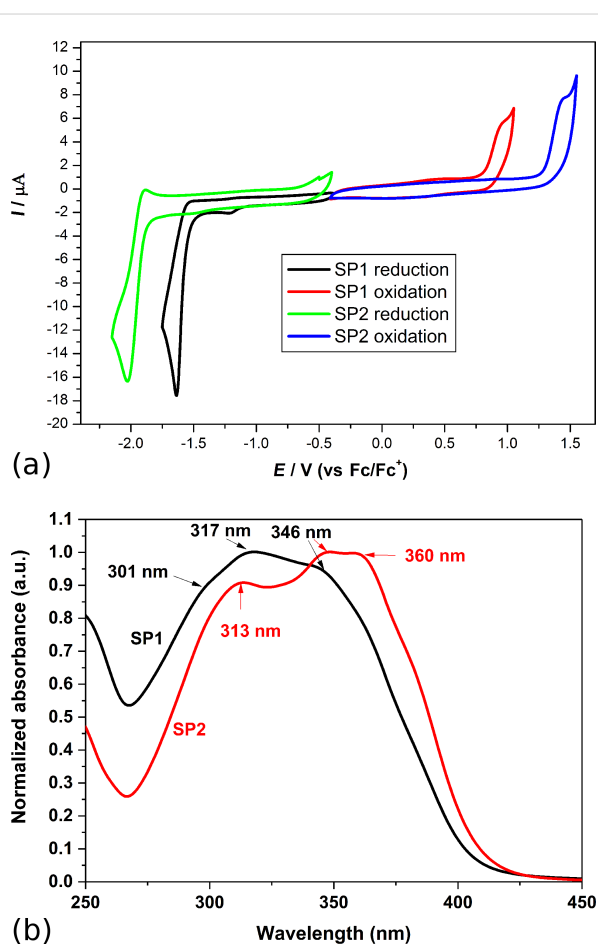 12
10
8
6
4
2
0
-2
-4
-6
-8
-10
-12
-14
-16
-18
-20
I / μA
SP1 reduction
SP1 oxidation
SP2 reduction
SP2 oxidation
-2.0 -1.5 -1.0 -0.5 0.0 0.5 1.0 1.5
E / V (vs Fc/Fc⁺)
(a)
1.1
1.0
0.9
0.8
0.7
0.6
0.5
0.4
0.3
0.2
0.1
0.0
Normalized absorbance (a.u.)
317 nm 346 nm
301 nm
360 nm
313 nm
SP1
SP2
250 300 350 400 450
Wavelength (nm)
(b)